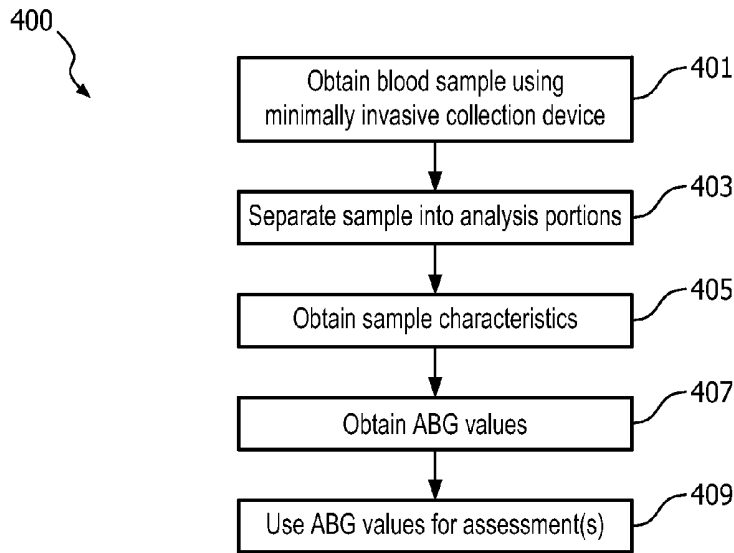 400
Obtain blood sample using
minimally invasive collection device
401
Separate sample into analysis portions
403
Obtain sample characteristics
405
Obtain ABG values
407
Use ABG values for assessment(s)
409